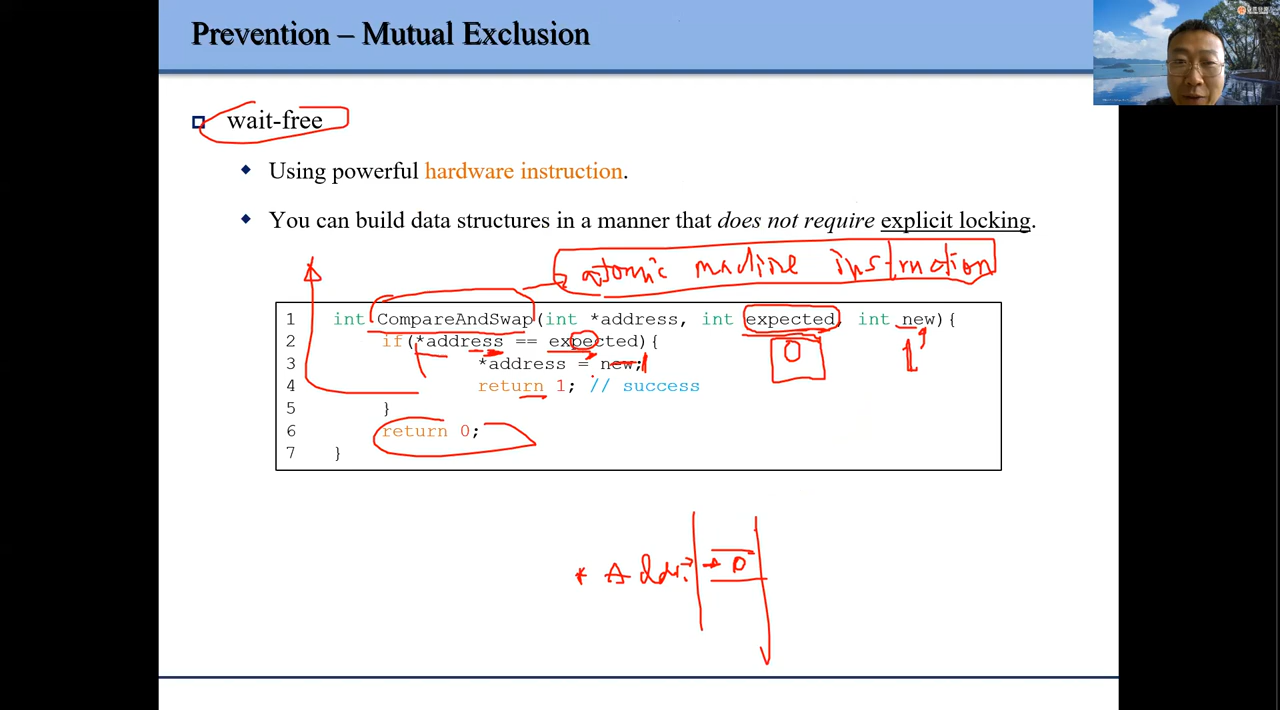 Prevention – Mutual Exclusion
wait-free
Using powerful hardware instruction.
You can build data structures in a manner that does not require explicit locking.
atomic machine instruction
1 int CompareAndSwap(int *address, int expected, int new){
2 if(*address == expected){
3 *address = new; 1
4 return 1; // success
5 }
6 return 0;
7 }
0
1
* Addr. 0